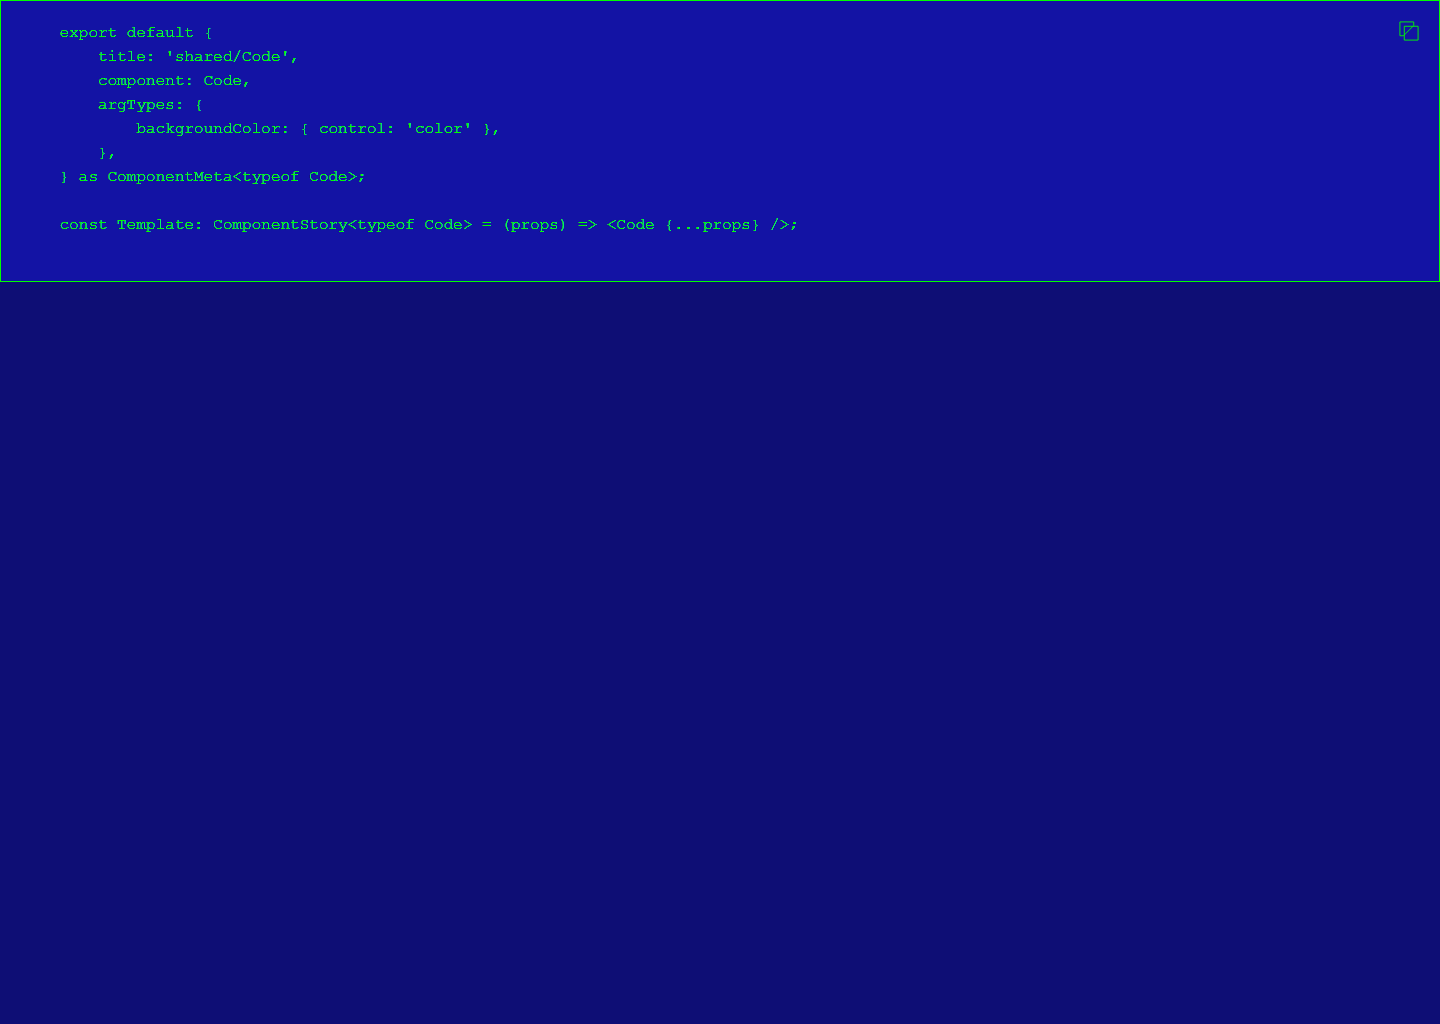 export default {
    title: 'shared/Code',
    component: Code,
    argTypes: {
        backgroundColor: { control: 'color' },
    },
} as ComponentMeta<typeof Code>;

const Template: ComponentStory<typeof Code> = (props) => <Code {...props} />;